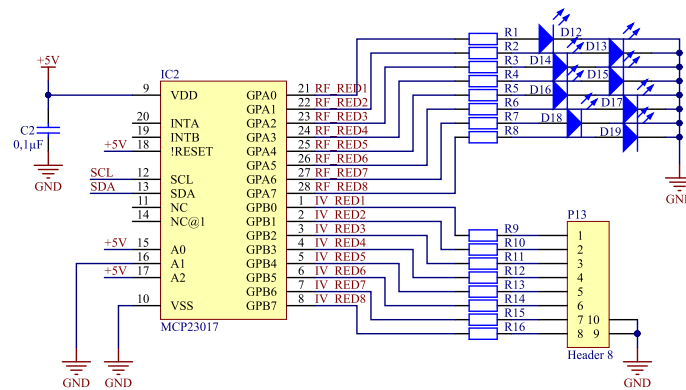 +5V
C2
0,1µF
GND
IC2
9 VDD GPA0 21 RF_RED1
GPA1 22 RF_RED2
20 INTA GPA2 23 RF_RED3
19 INTB GPA3 24 RF_RED4
+5V 18 !RESET GPA4 25 RF_RED5
GPA5 26 RF_RED6
SCL 12 SCL GPA6 27 RF_RED7
SDA 13 SDA GPA7 28 RF_RED8
11 NC GPB0 1 IV_RED1
14 NC@1 GPB1 2 IV_RED2
GPB2 3 IV_RED3
+5V 15 A0 GPB3 4 IV_RED4
16 A1 GPB4 5 IV_RED5
+5V 17 A2 GPB5 6 IV_RED6
GPB6 7 IV_RED7
10 VSS GPB7 8 IV_RED8
MCP23017
GND
GND
R1 D12
R2 D13
R3 D14
R4 D15
R5 D16
R6 D17
R7 D18
R8 D19
GND
P13
R9 1
R10 2
R11 3
R12 4
R13 5
R14 6
R15 7 10
R16 8 9
Header 8
GND